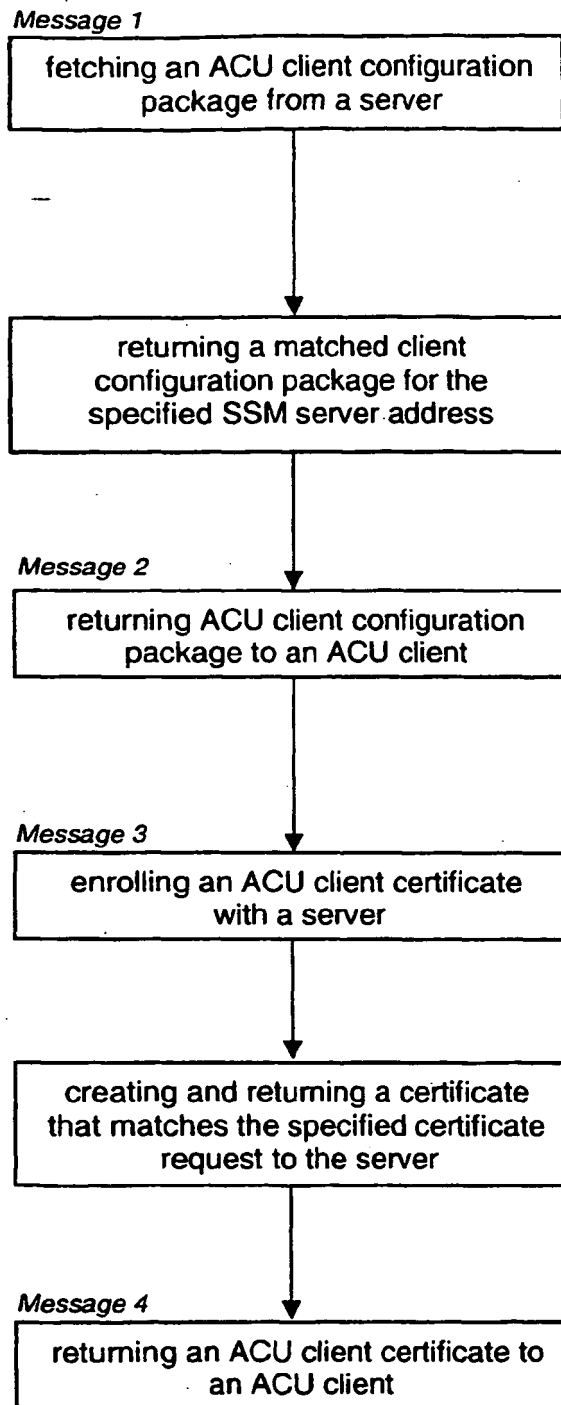 Message 1
fetching an ACU client configuration
package from a server
returning a matched client
configuration package for the
specified SSM server address
Message 2
returning ACU client configuration
package to an ACU client
Message 3
enrolling an ACU client certificate
with a server
creating and returning a certificate
that matches the specified certificate
request to the server
Message 4
returning an ACU client certificate to
an ACU client